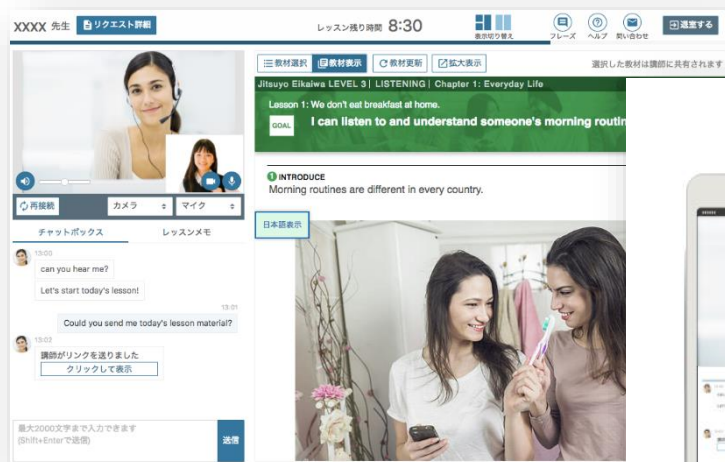 XXXX 先生
リクエスト詳細
レッスン残り時間 8:30
表示切り替え
フレーズ
ヘルプ
問い合わせ
退室する
教材選択
教材表示
教材更新
拡大表示
選択した教材は講師に共有されます
Jitsuyo Eikaiwa LEVEL 3| LISTENING| Chapter 1: Everyday Life
Lesson 1: We don't eat breakfast at home.
GOAL
I can listen to and understand someone's morning routin
1 INTRODUCE
Morning routines are different in every country.
日本語表示
再接続
カメラ
マイク
チャットボックス
レッスンメモ
13:00
can you hear me?
Let's start today's lesson!
13:01
Could you send me today's lesson material?
13:02
講師がリンクを送りました
クリックして表示
最大2000文字まで入力できます
(Shift+Enterで送信)
送信